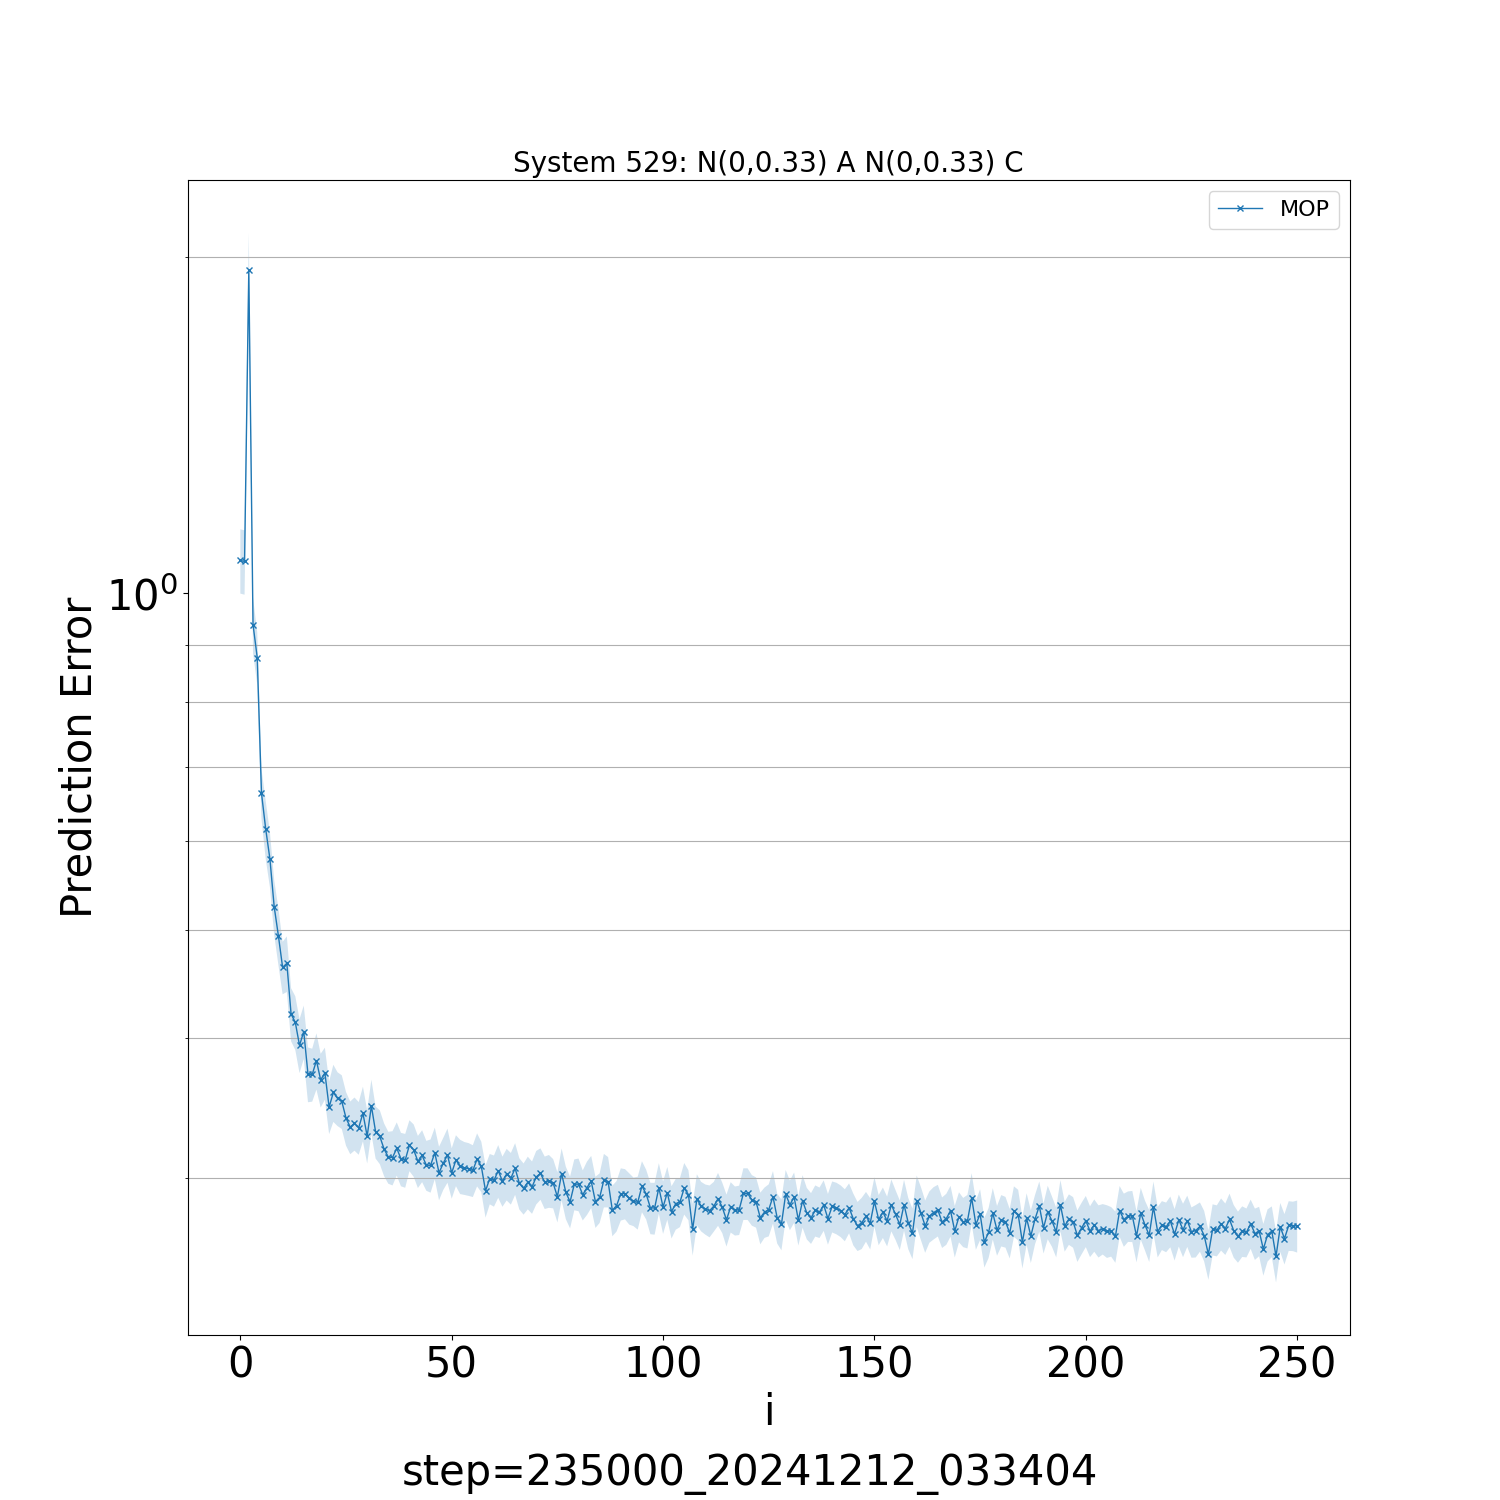 System 529: N(0,0.33) A N(0,0.33) C
MOP
10⁰
Prediction Error
0 50 100 150 200 250
i
step=235000_20241212_033404